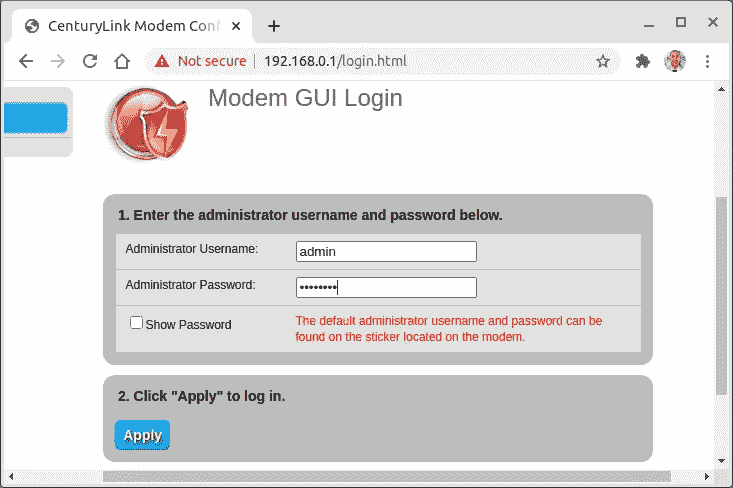 CenturyLink Modem Conf
Not secure | 192.168.0.1/login.html
Modem GUI Login
1. Enter the administrator username and password below.
Administrator Username: admin
Administrator Password: ••••••••
Show Password
The default administrator username and password can be
found on the sticker located on the modem.
2. Click "Apply" to log in.
Apply